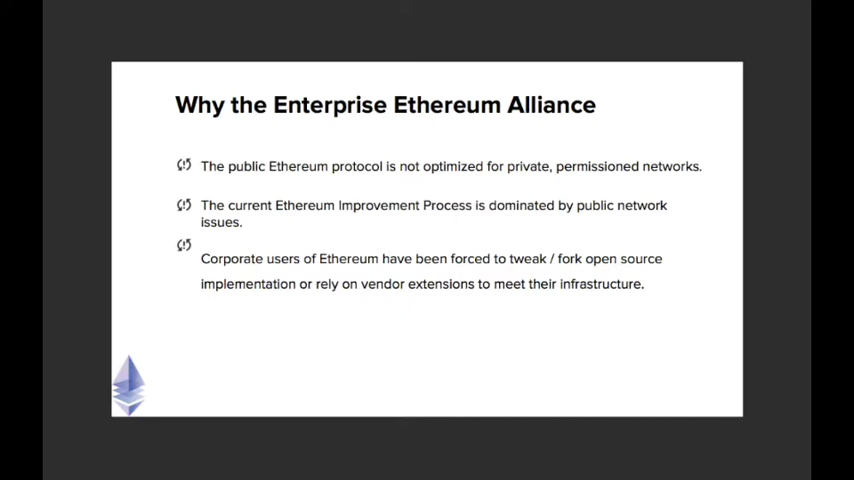 Why the Enterprise Ethereum Alliance
The public Ethereum protocol is not optimized for private, permissioned networks.
The current Ethereum Improvement Process is dominated by public network
issues.
Corporate users of Ethereum have been forced to tweak / fork open source
implementation or rely on vendor extensions to meet their infrastructure.